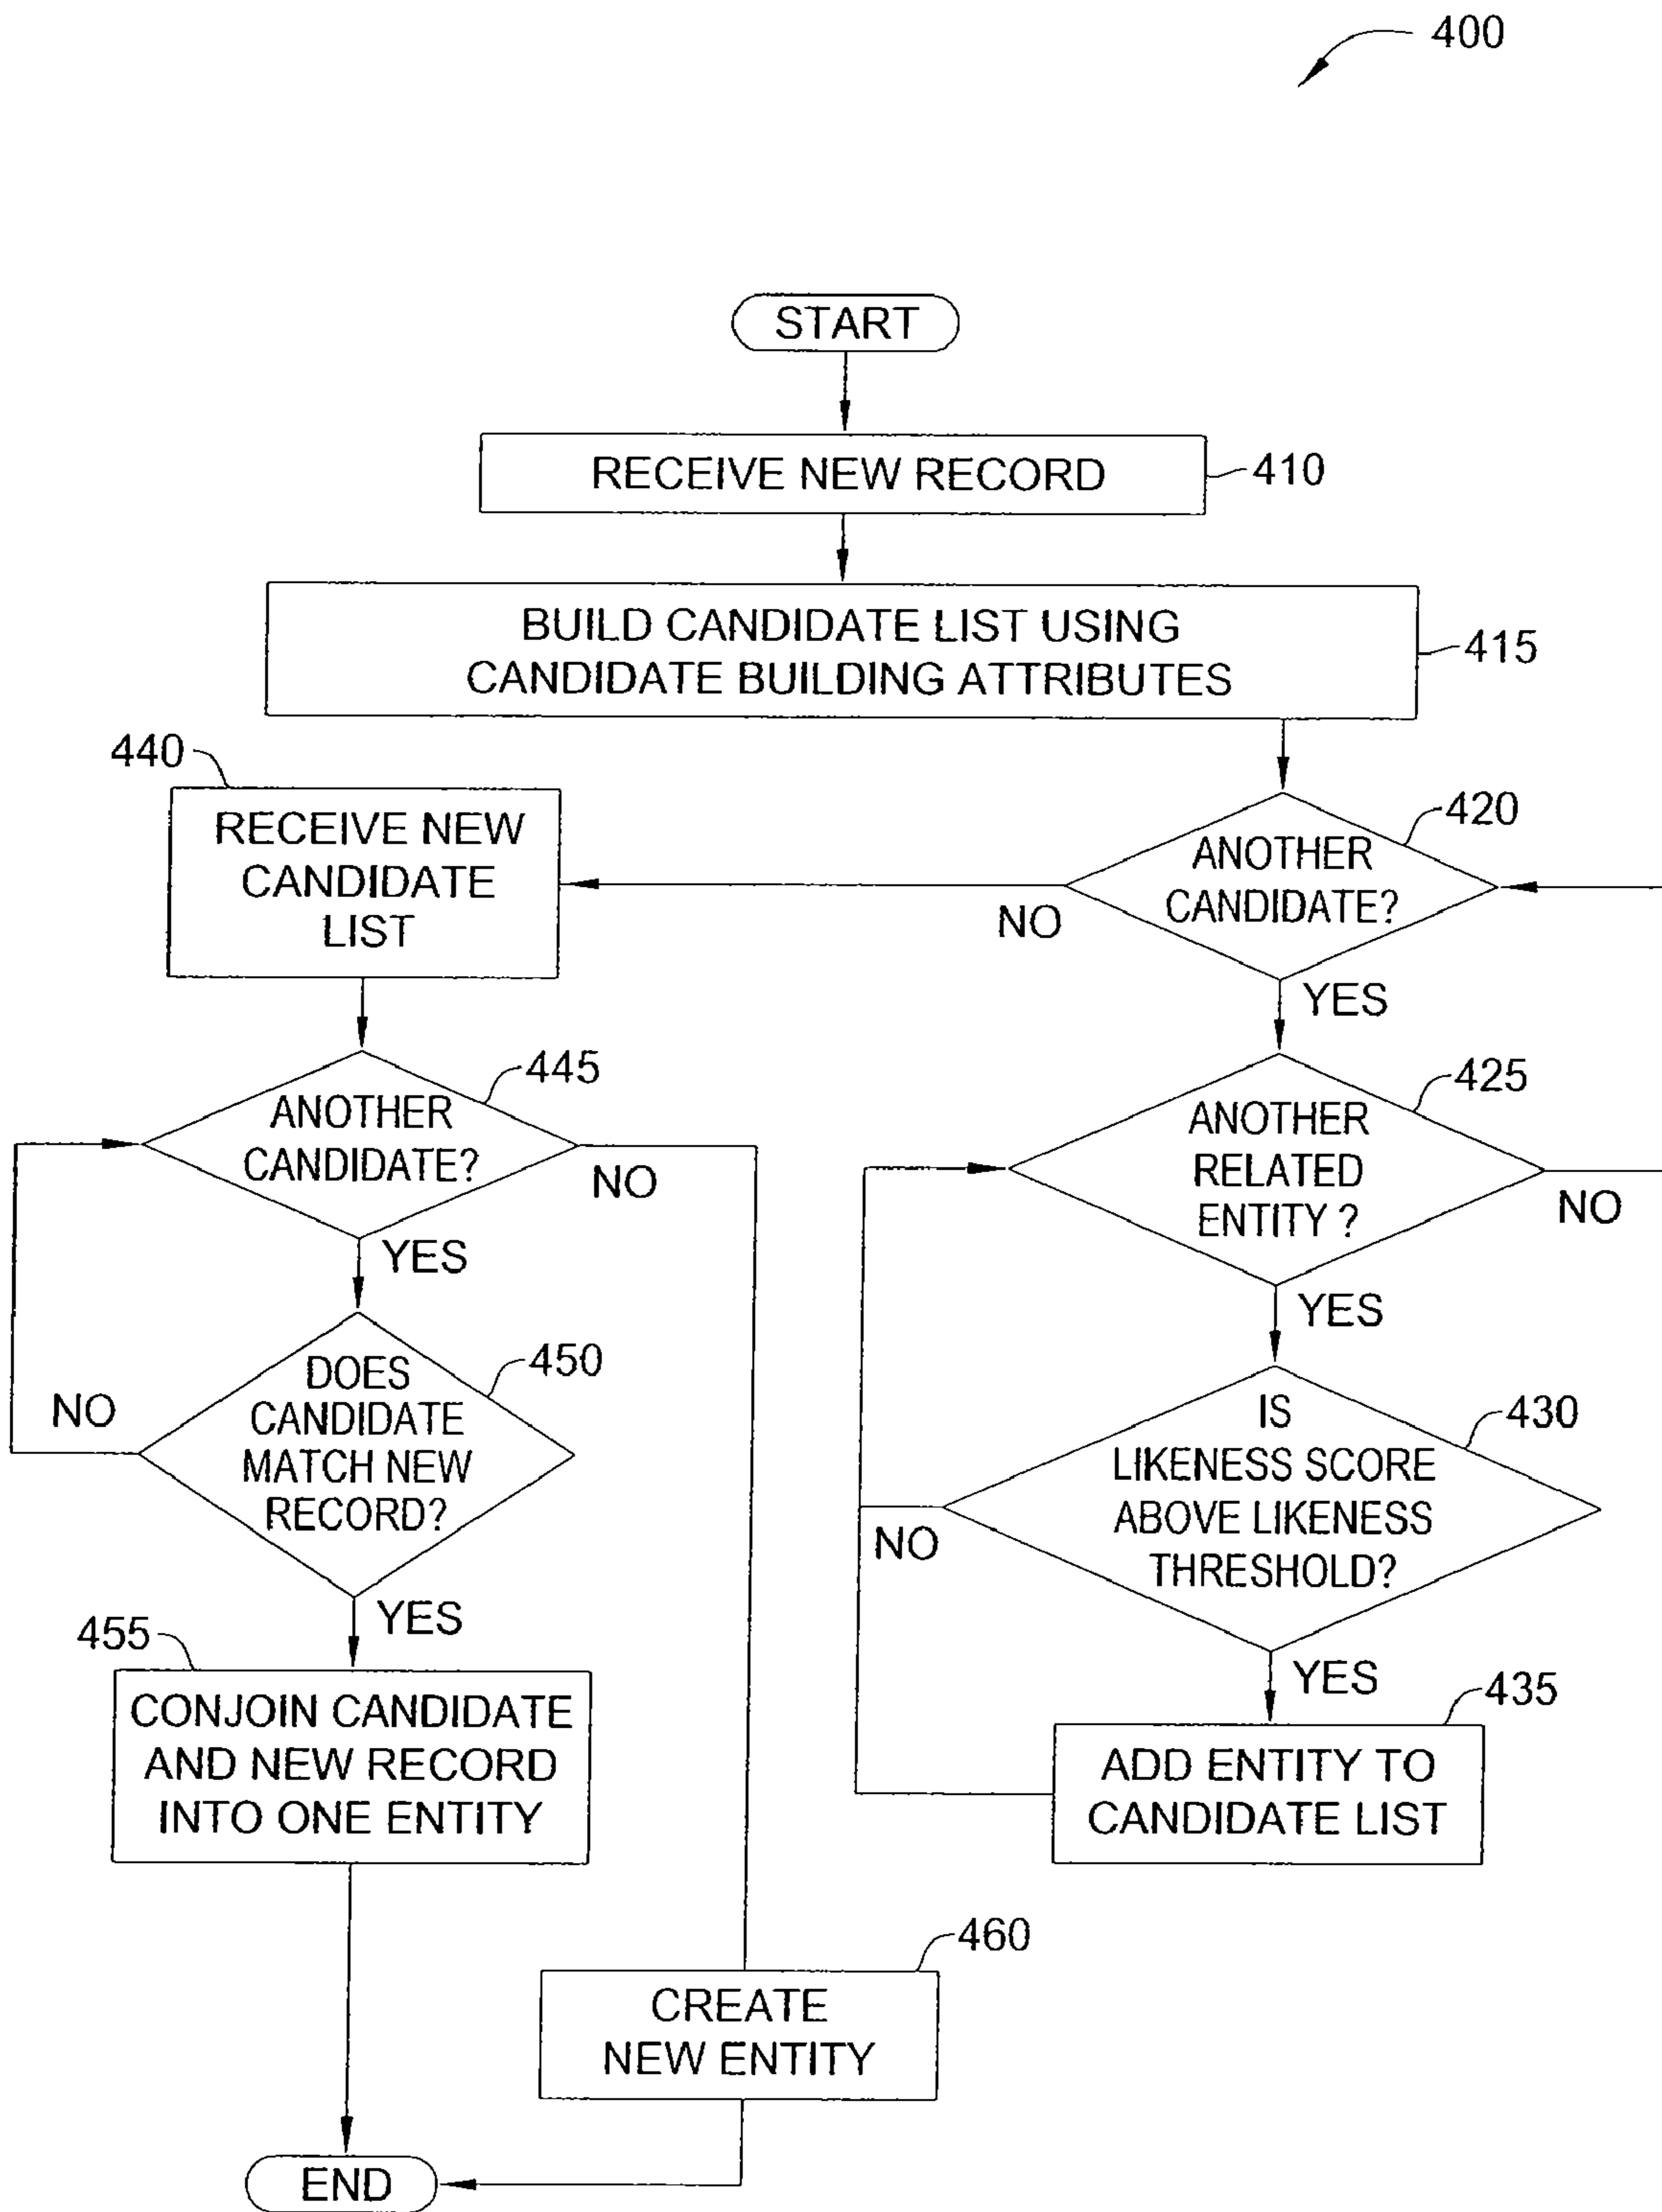 400
START
RECEIVE NEW RECORD
410
BUILD CANDIDATE LIST USING
CANDIDATE BUILDING ATTRIBUTES
415
440
RECEIVE NEW
CANDIDATE
LIST
420
ANOTHER
CANDIDATE?
NO
YES
445
ANOTHER
CANDIDATE?
NO
YES
425
ANOTHER
RELATED
ENTITY ?
NO
YES
450
DOES
CANDIDATE
MATCH NEW
RECORD?
NO
YES
430
IS
LIKENESS SCORE
ABOVE LIKENESS
THRESHOLD?
NO
YES
455
CONJOIN CANDIDATE
AND NEW RECORD
INTO ONE ENTITY
435
ADD ENTITY TO
CANDIDATE LIST
460
CREATE
NEW ENTITY
END